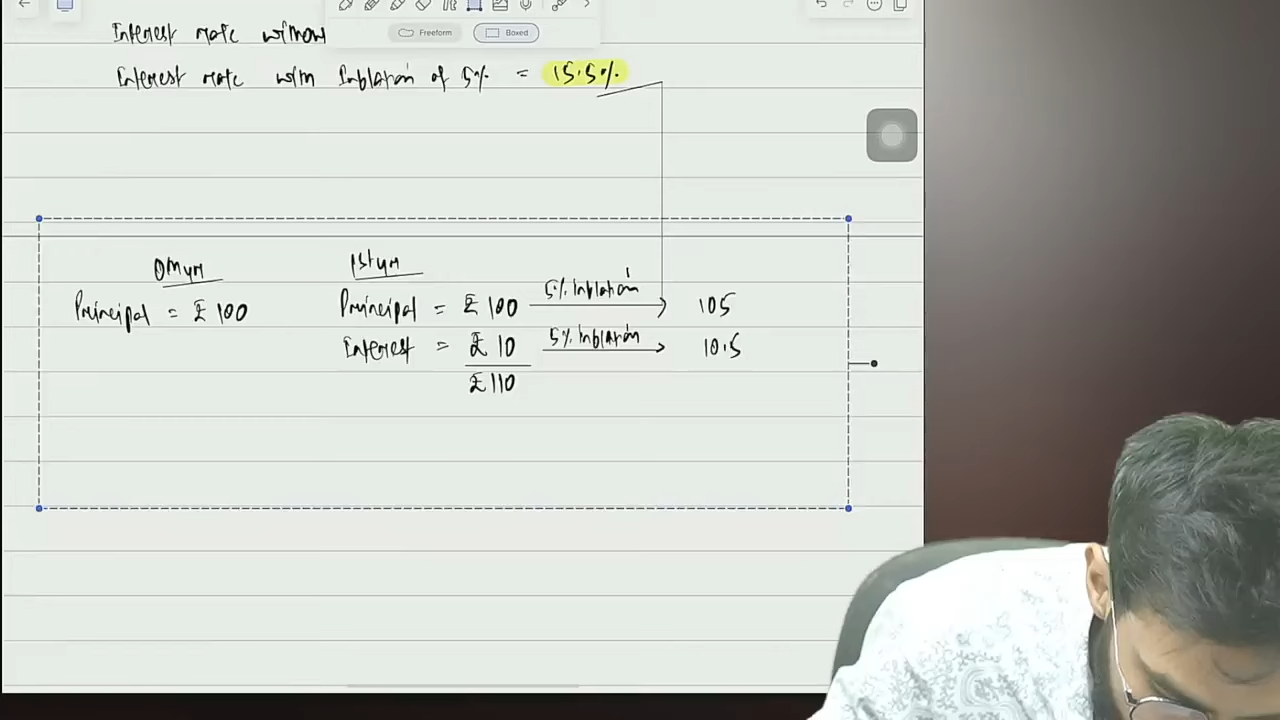 Interest rate without
Freeform Boxed
Interest rate with Inflation of 5% = 15.5%
0th yr 1st yr
Principal = ₹ 100 Principal = ₹ 100 5% Inflation 105
Interest = ₹ 10 5% Inflation 10.5
₹ 110